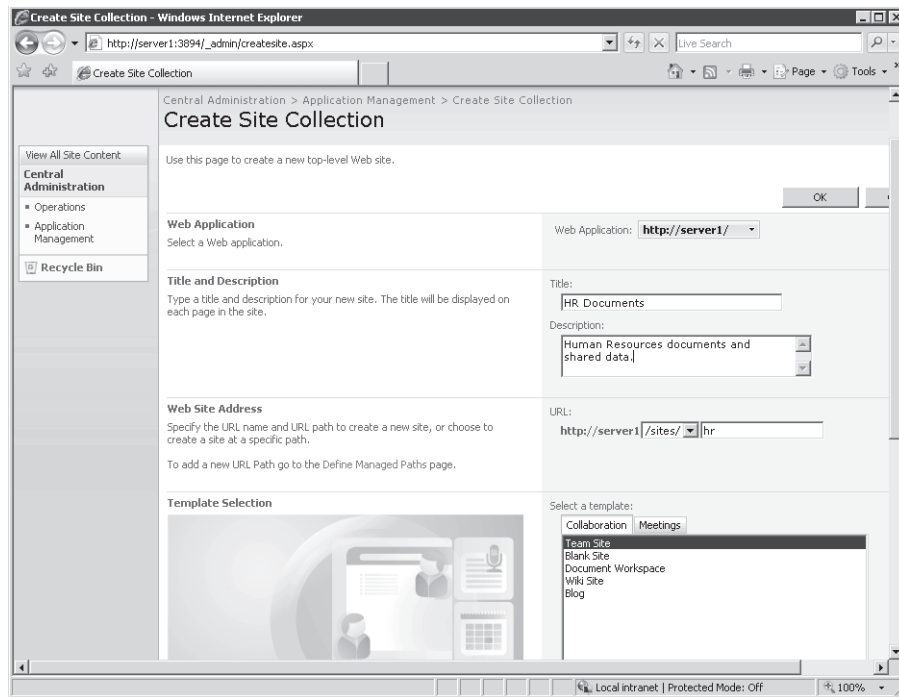 Create Site Collection - Windows Internet Explorer
http://server1:3894/_admin/createsite.aspx
Live Search
Create Site Collection
Page
Tools
Central Administration > Application Management > Create Site Collection
Create Site Collection
View All Site Content
Central
Administration
Operations
Application
Management
Recycle Bin
Use this page to create a new top-level Web site.
OK
Web Application
Select a Web application.
Web Application: http://server1/
Title and Description
Type a title and description for your new site. The title will be displayed on
each page in the site.
Title:
HR Documents
Description:
Human Resources documents and
shared data.
Web Site Address
Specify the URL name and URL path to create a new site, or choose to
create a site at a specific path.
To add a new URL Path go to the Define Managed Paths page.
URL:
http://server1 /sites/ hr
Template Selection
Select a template:
Collaboration Meetings
Team Site
Blank Site
Document Workspace
Wiki Site
Blog
Local intranet | Protected Mode: Off
100%